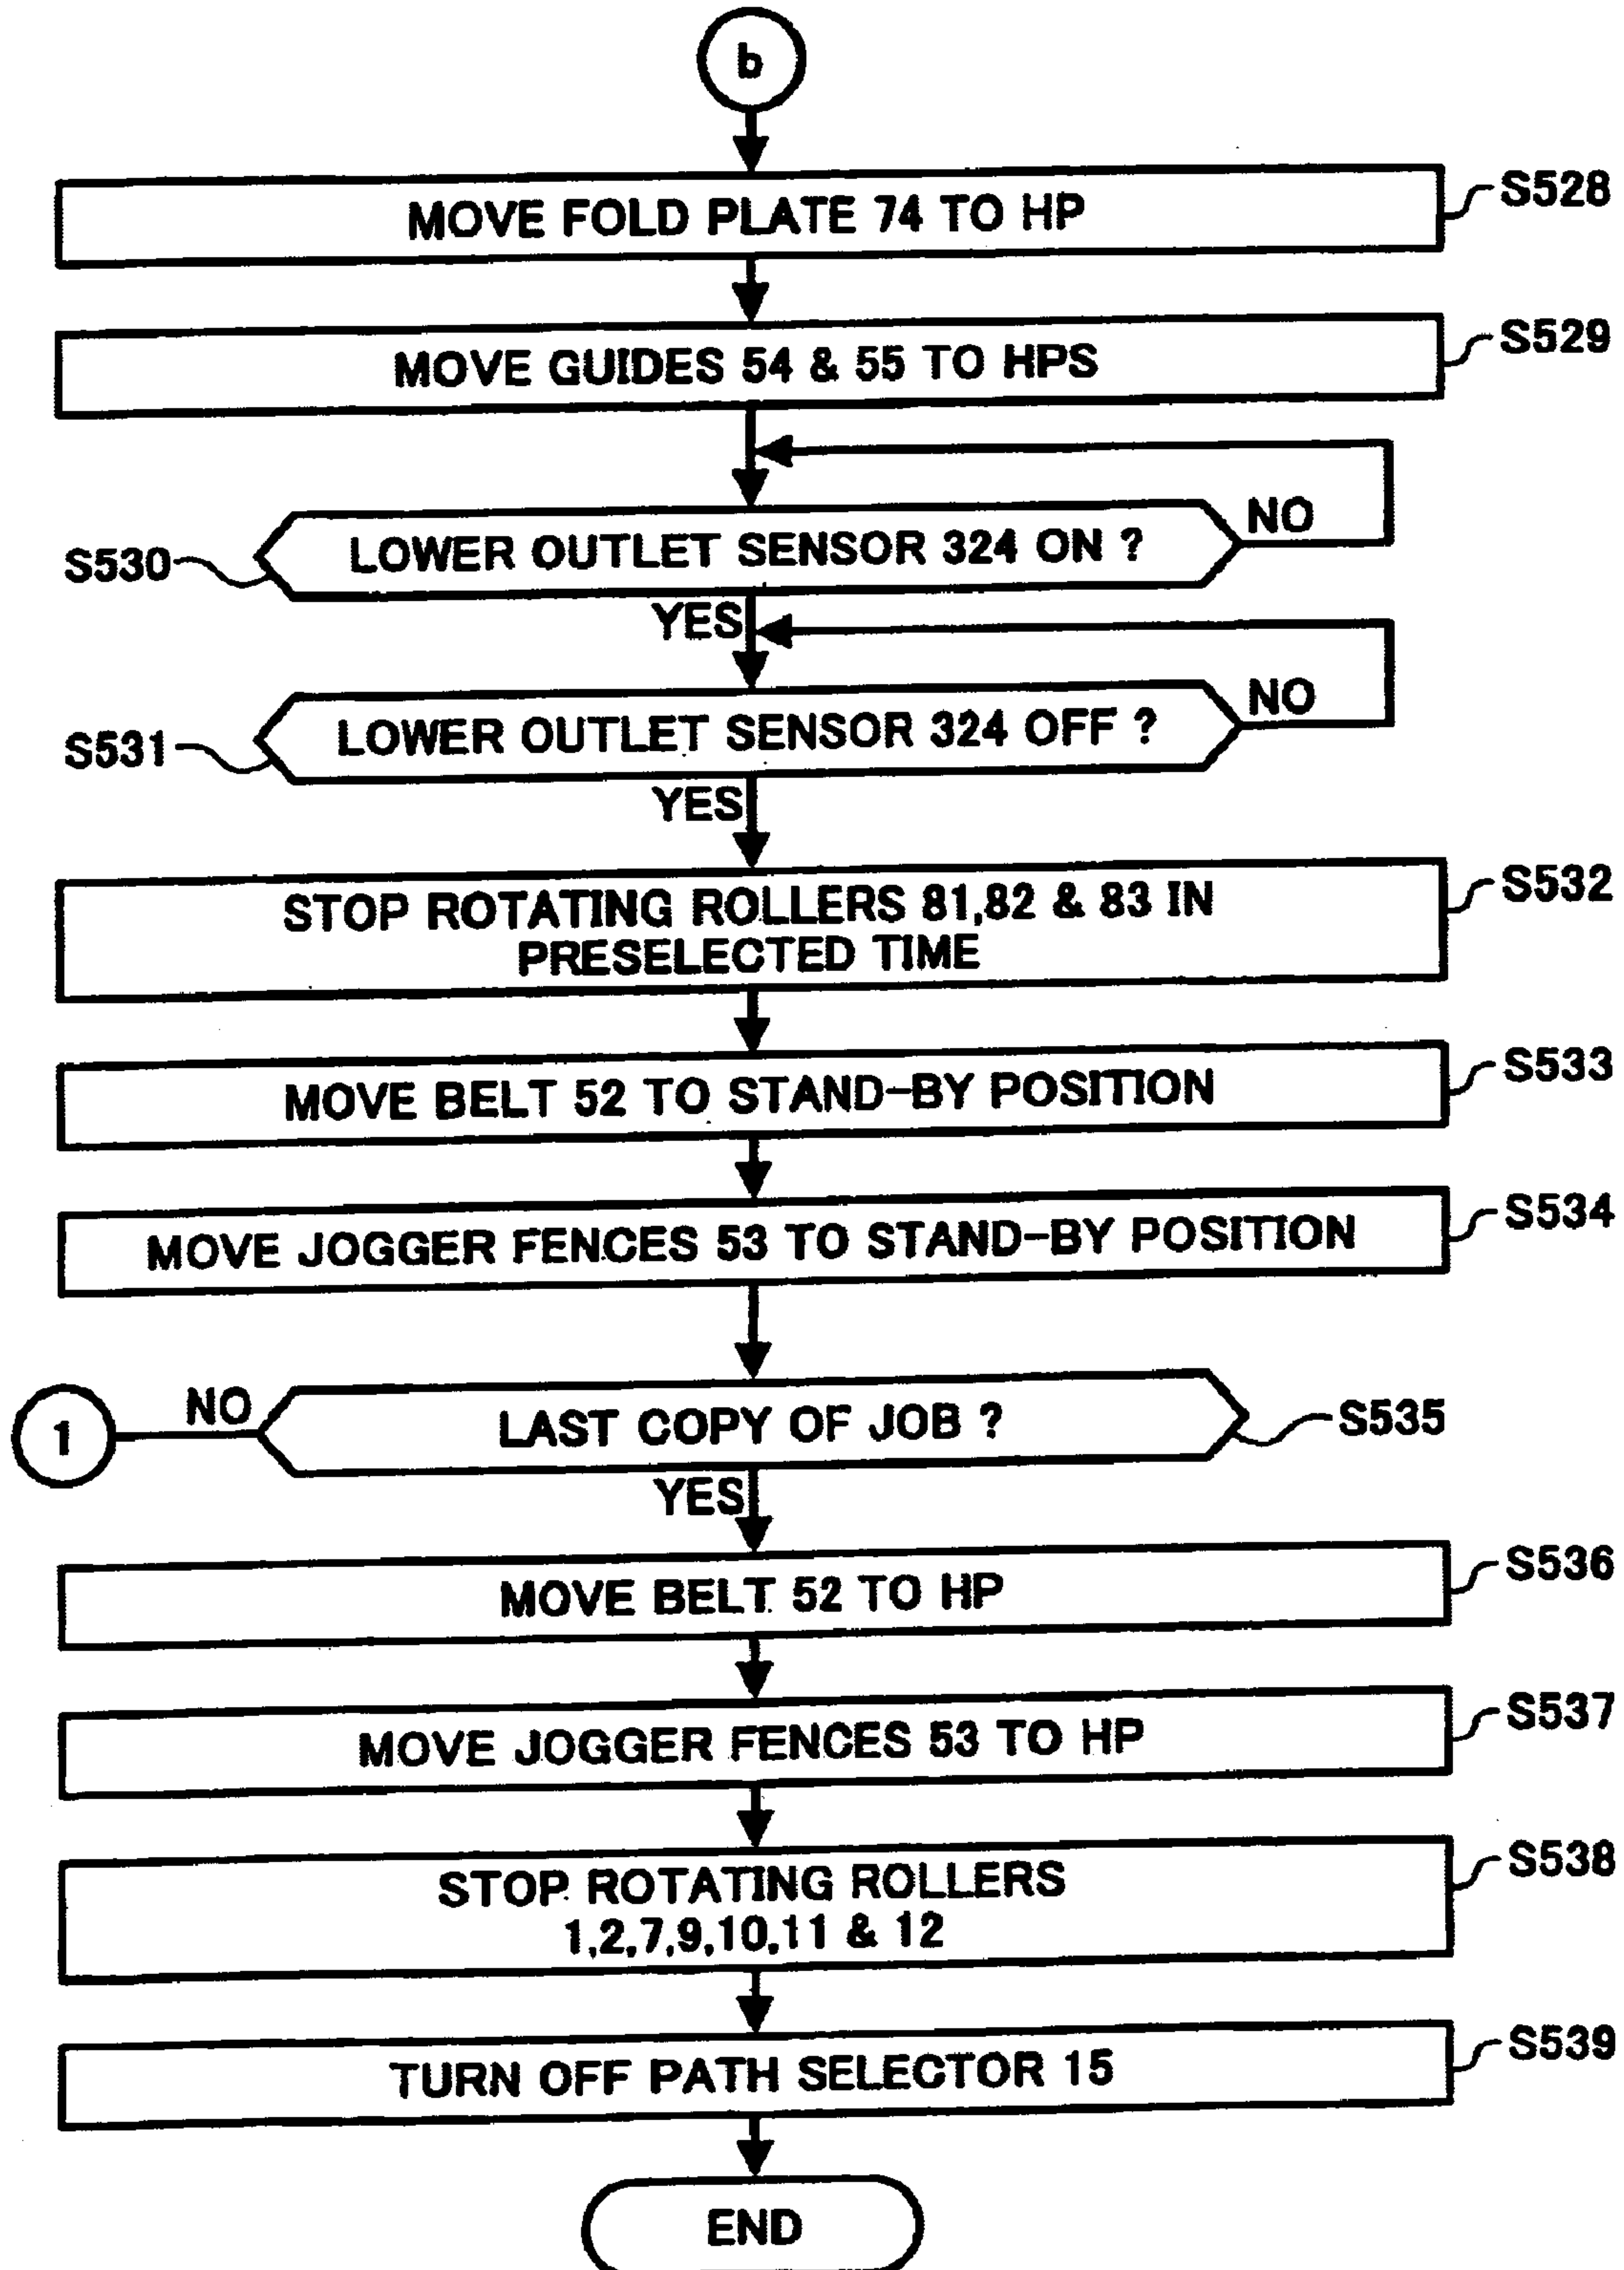 b
MOVE FOLD PLATE 74 TO HP
S528
MOVE GUIDES 54 & 55 TO HPS
S529
LOWER OUTLET SENSOR 324 ON ?
NO
S530
YES
LOWER OUTLET SENSOR 324 OFF ?
NO
S531
YES
STOP ROTATING ROLLERS 81,82 & 83 IN
PRESELECTED TIME
S532
MOVE BELT 52 TO STAND-BY POSITION
S533
MOVE JOGGER FENCES 53 TO STAND-BY POSITION
S534
1
NO
LAST COPY OF JOB ?
S535
YES
MOVE BELT 52 TO HP
S536
MOVE JOGGER FENCES 53 TO HP
S537
STOP ROTATING ROLLERS
1,2,7,9,10,11 & 12
S538
TURN OFF PATH SELECTOR 15
S539
END